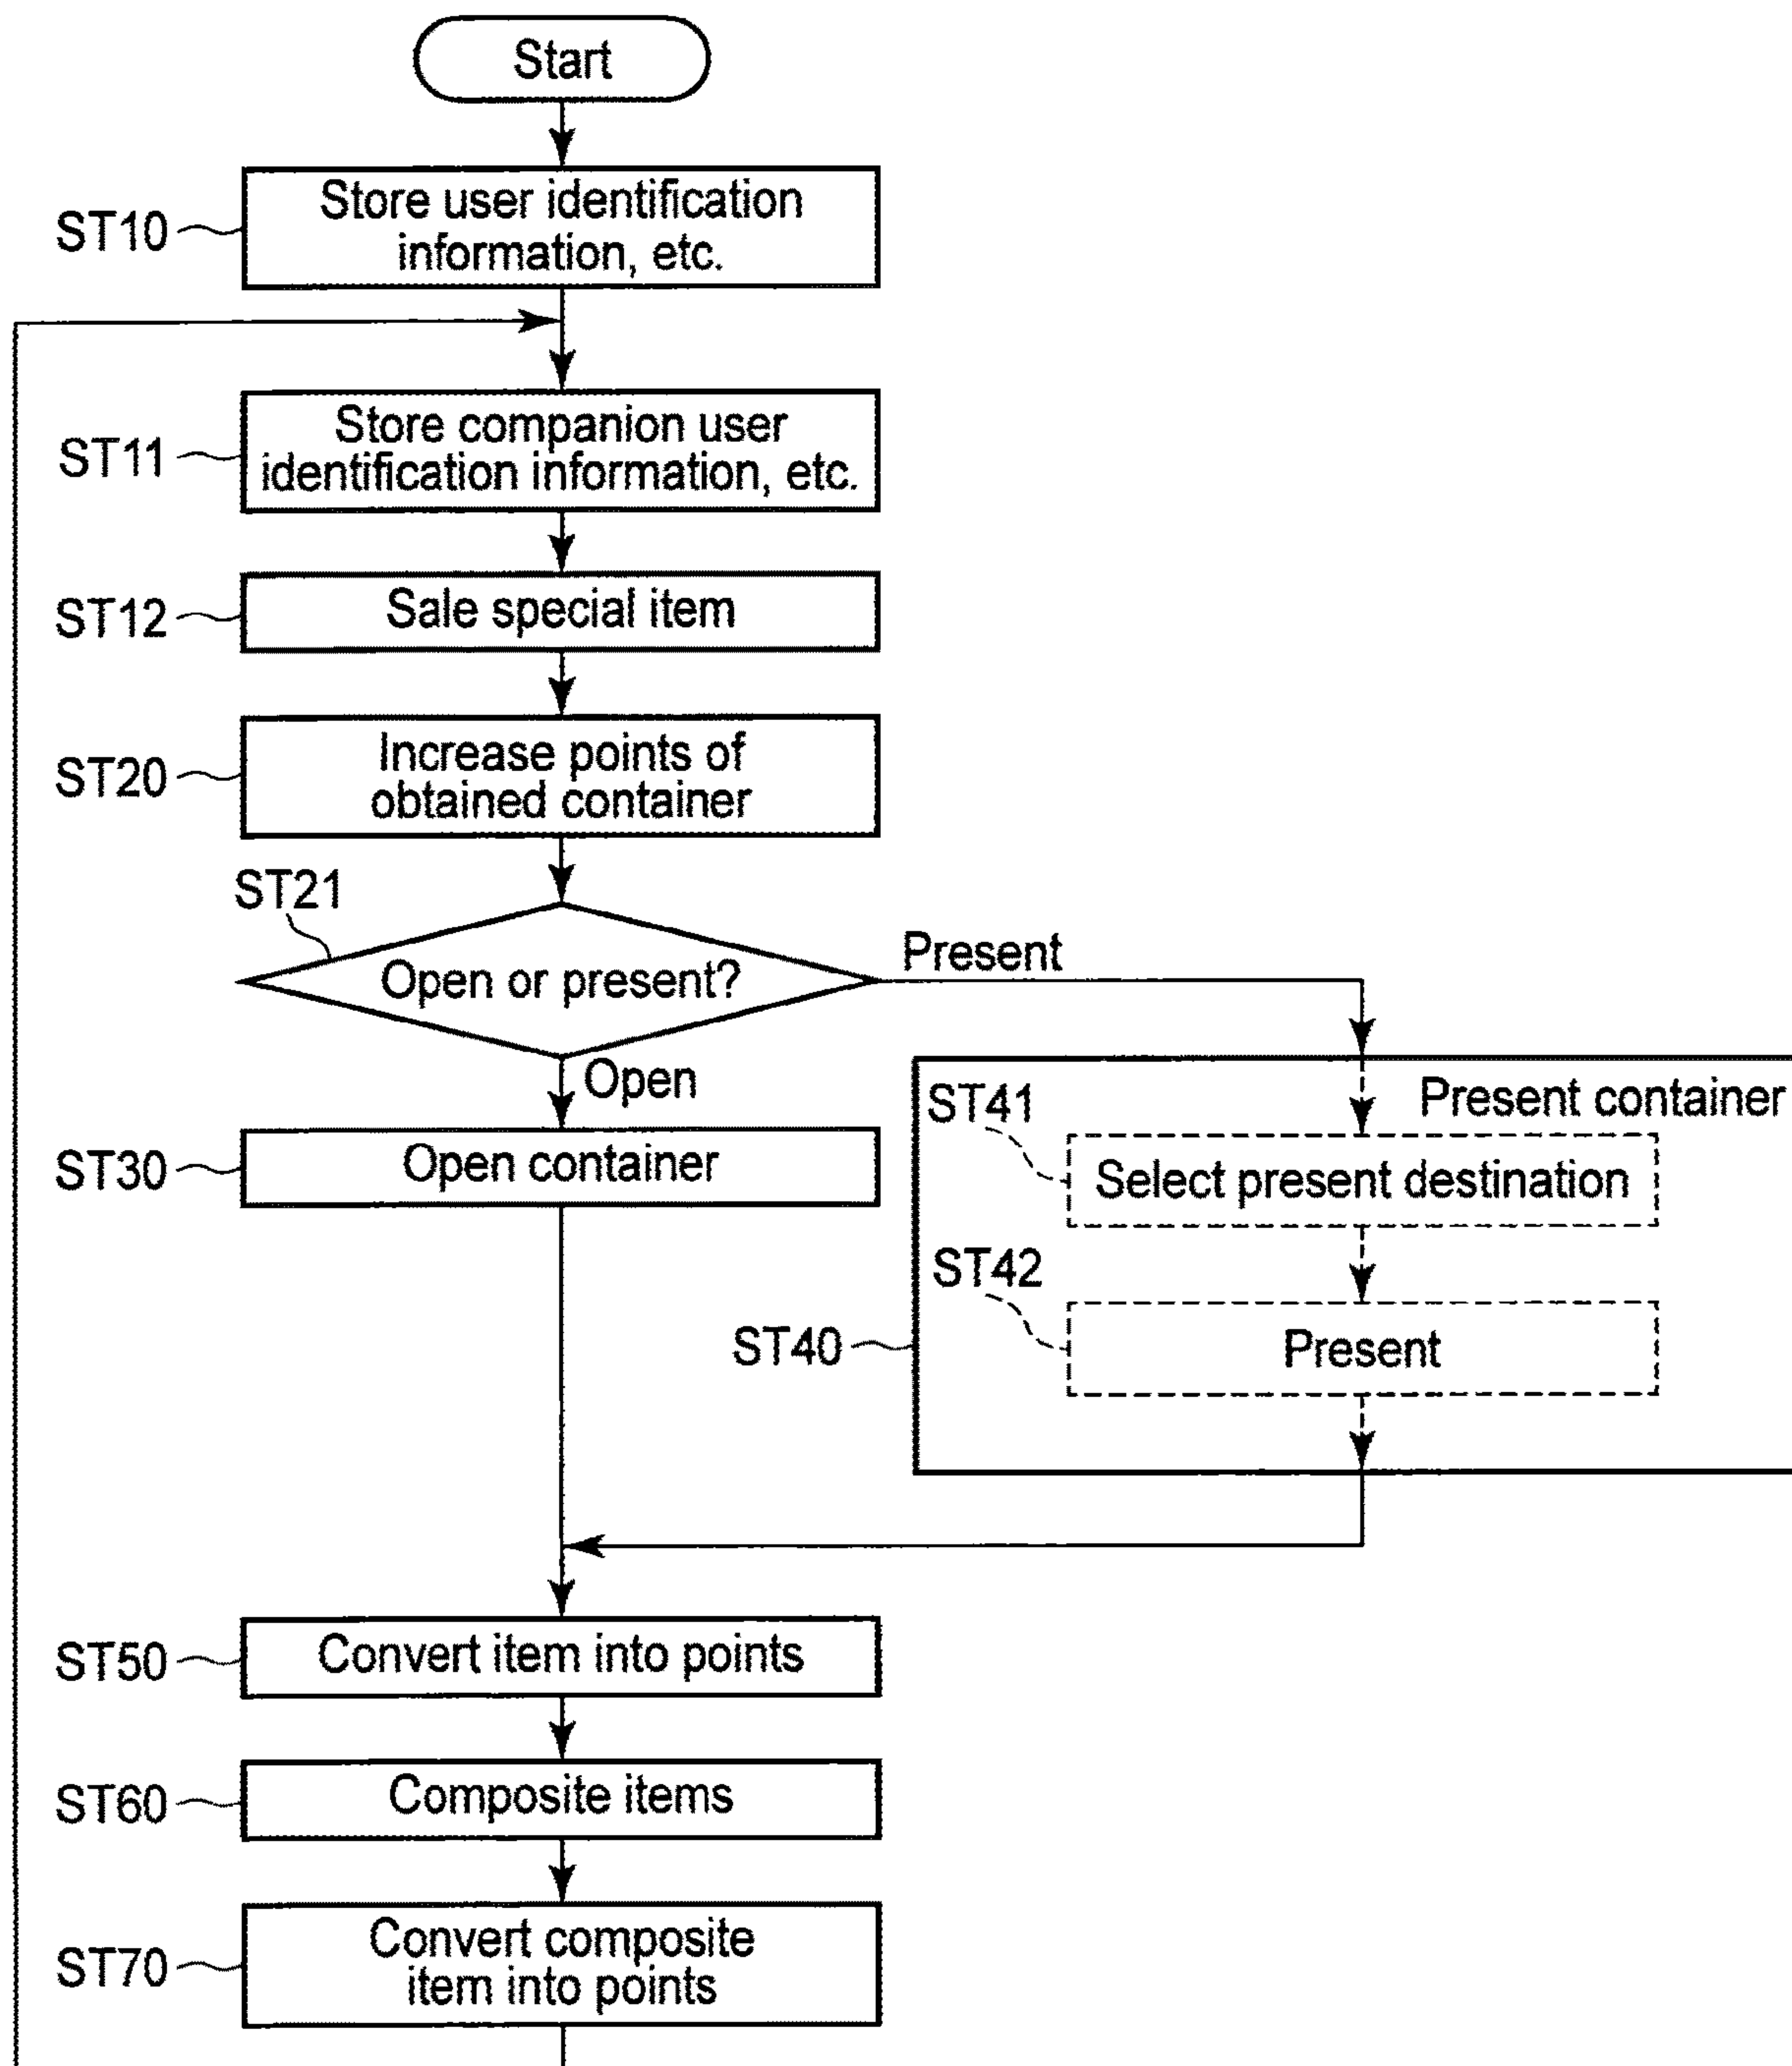 Start
ST10
Store user identification
information, etc.
ST11
Store companion user
identification information, etc.
ST12
Sale special item
ST20
Increase points of
obtained container
ST21
Open or present?
Present
Open
ST30
Open container
Present container
ST41
Select present destination
ST42
Present
ST40
ST50
Convert item into points
ST60
Composite items
ST70
Convert composite
item into points